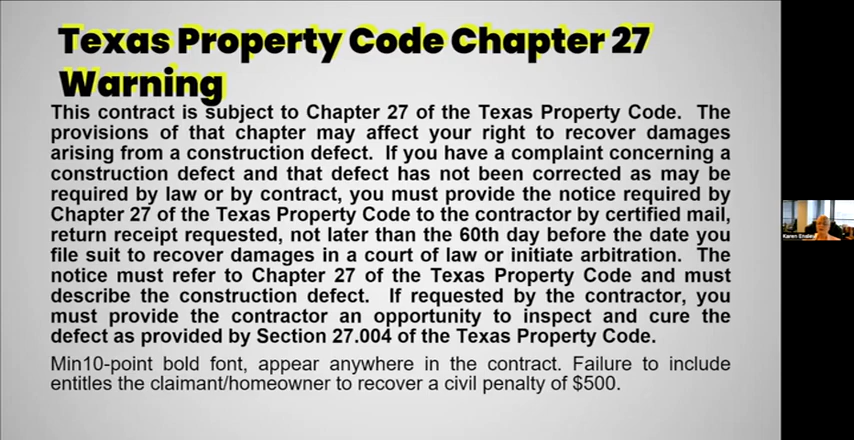 Texas Property Code Chapter 27
Warning
This contract is subject to Chapter 27 of the Texas Property Code. The
provisions of that chapter may affect your right to recover damages
arising from a construction defect. If you have a complaint concerning a
construction defect and that defect has not been corrected as may be
required by law or by contract, you must provide the notice required by
Chapter 27 of the Texas Property Code to the contractor by certified mail,
return receipt requested, not later than the 60th day before the date you
file suit to recover damages in a court of law or initiate arbitration. The
notice must refer to Chapter 27 of the Texas Property Code and must
describe the construction defect. If requested by the contractor, you
must provide the contractor an opportunity to inspect and cure the
defect as provided by Section 27.004 of the Texas Property Code.
Min10-point bold font, appear anywhere in the contract. Failure to include
entitles the claimant/homeowner to recover a civil penalty of $500.
Karen Ensley